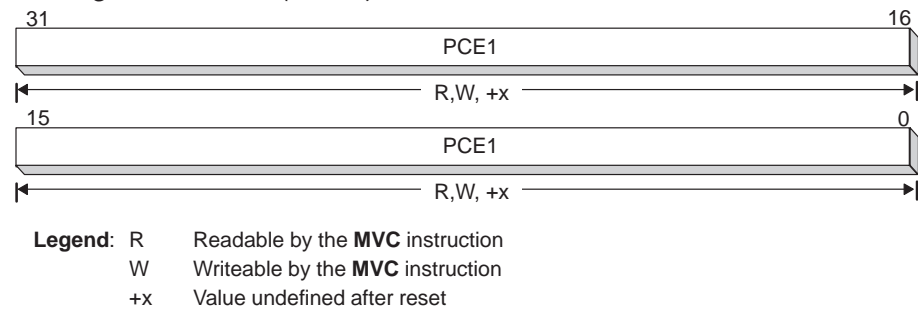 31 16
PCE1
R,W, +x
15 0
PCE1
R,W, +x
Legend: R Readable by the MVC instruction
W Writeable by the MVC instruction
+x Value undefined after reset